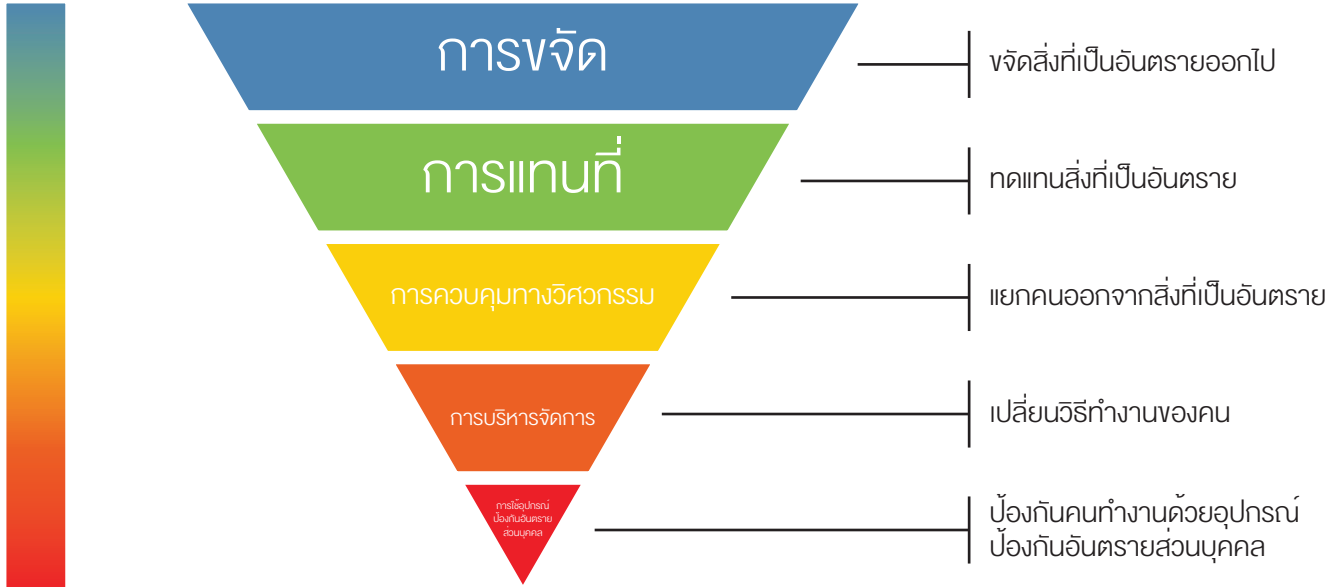 การขจัด
ขจัดสิ่งที่เป็นอันตรายออกไป
การแทนที่
ทดแทนสิ่งที่เป็นอันตราย
การควบคุมทางวิศวกรรม
แยกคนออกจากสิ่งที่เป็นอันตราย
การบริหารจัดการ
เปลี่ยนวิธีทำงานของคน
การใช้อุปกรณ์
ป้องกันอันตราย
ส่วนบุคคล
ป้องกันคนทำงานด้วยอุปกรณ์
ป้องกันอันตรายส่วนบุคคล